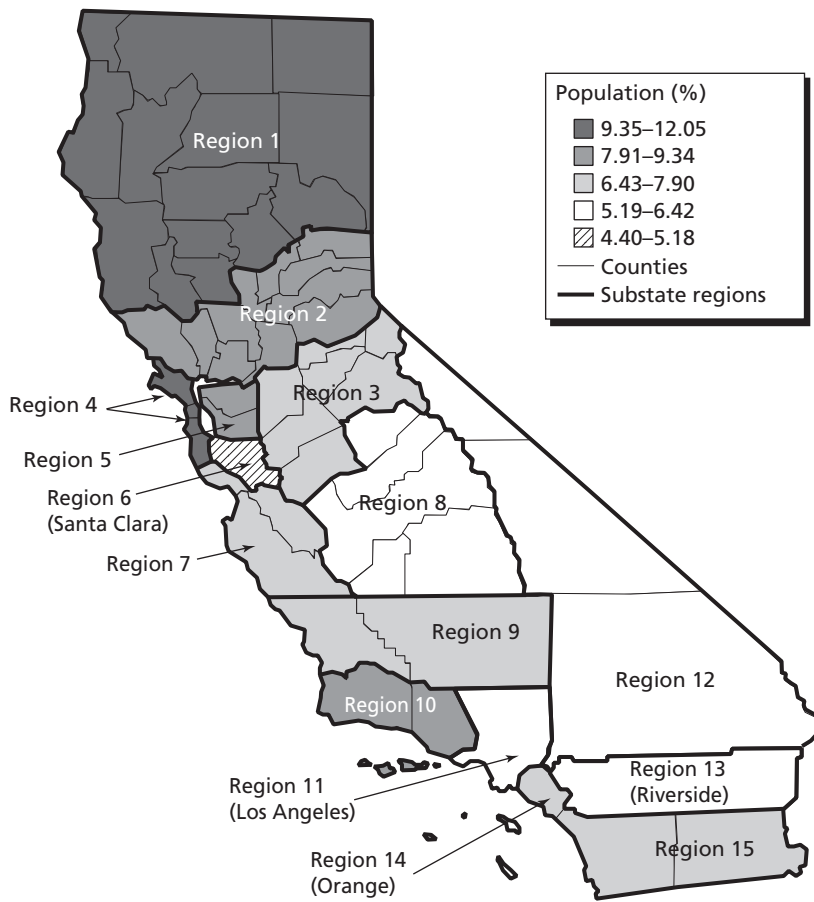 Population (%)
9.35–12.05
7.91–9.34
6.43–7.90
5.19–6.42
4.40–5.18
Counties
Substate regions
Region 1
Region 2
Region 3
Region 4
Region 5
Region 6
(Santa Clara)
Region 7
Region 8
Region 9
Region 10
Region 11
(Los Angeles)
Region 12
Region 13
(Riverside)
Region 14
(Orange)
Region 15